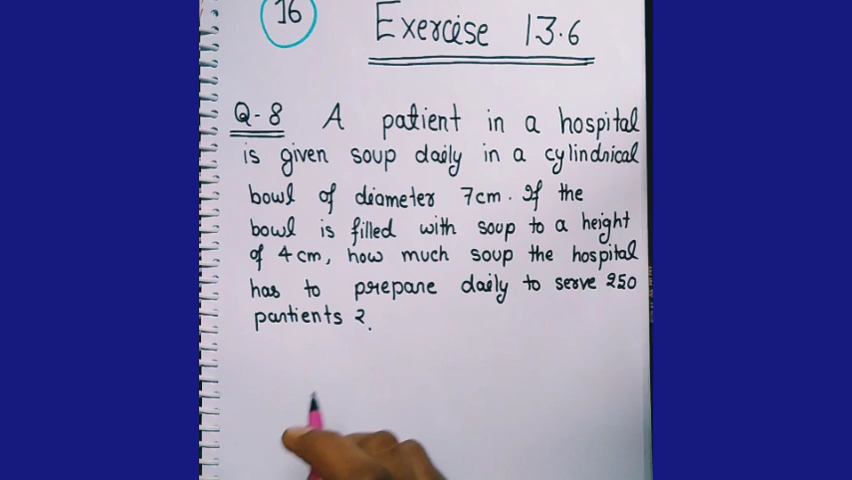 16
Exercise 13.6
Q-8 A patient in a hospital
is given soup daily in a cylindrical
bowl of diameter 7cm. If the
bowl is filled with soup to a height
of 4cm, how much soup the hospital
has to prepane daily to serve 250
pantients ?